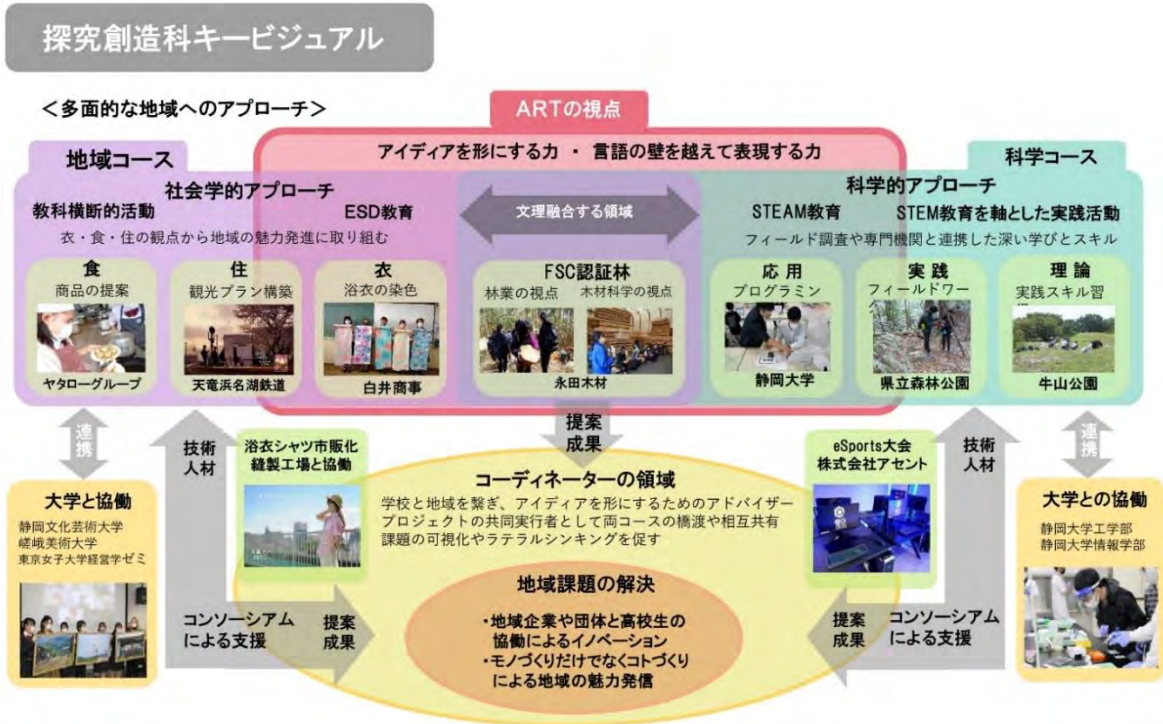 探究創造科キービジュアル
＜多面的な地域へのアプローチ＞
ARTの視点
アイディアを形にする力 ・ 言語の壁を越えて表現する力
地域コース
社会学的アプローチ
教科横断的活動
ESD教育
衣・食・住の観点から地域の魅力発進に取り組む
文理融合する領域
科学コース
科学的アプローチ
STEAM教育
STEM教育を軸とした実践活動
フィールド調査や専門機関と連携した深い学びとスキル
食
商品の提案
ヤタローグループ
住
観光プラン構築
天竜浜名湖鉄道
衣
浴衣の染色
白井商事
FSC認証林
林業の視点
木材科学の視点
永田木材
応用
プログラミン
静岡大学
実践
フィールドワー
県立森林公園
理論
実践スキル習
牛山公園
連携
技術
人材
浴衣シャツ市販化
縫製工場と協働
提案
成果
eSports大会
株式会社アセント
技術
人材
連携
大学と協働
静岡文化芸術大学
嵯峨美術大学
東京女子大学経営学ゼミ
コーディネーターの領域
学校と地域を繋ぎ、アイディアを形にするためのアドバイザー
プロジェクトの共同実行者として両コースの橋渡や相互共有
課題の可視化やラテラルシンキングを促す
大学との協働
静岡大学工学部
静岡大学情報学部
コンソーシアム
による支援
提案
成果
地域課題の解決
・地域企業や団体と高校生の
協働によるイノベーション
・モノづくりだけでなくコトづくり
による地域の魅力発信
提案
成果
コンソーシアム
による支援